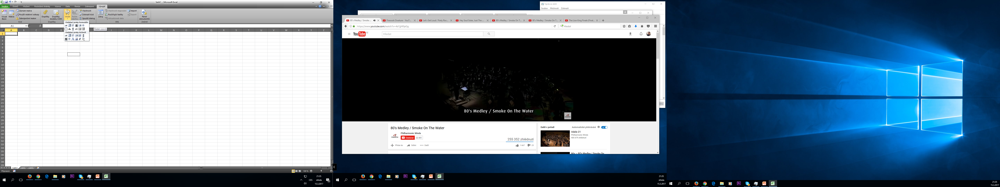 Sešit1 - Microsoft Excel
Soubor Domů Vložení Rozložení stránky Vzorce Data Revize Zobrazení Vývojář
Visual Basic
Makra
Záznam makra
Použít relativní odkazy
Zabezpečení maker
Kód
Doplňky
Doplňky modelu COM
Doplňky
Vložit
Režim návrhu
Vlastnosti
Zobrazit kód
Spustit dialog
Zdroj
Vlastnosti mapování
Rozšiřující balíky
Aktualizovat data
Import
Export
XML
Panel dokumentů
Změnit
Ovládací prvky formuláře
Ovládací prvky ActiveX
Řádek vzorců
A1
fx
A B C D E I J K L M N O P Q R S T U V W X Y Z
1
2
3
4
5
6
7
8
9
10
11
12
13
14
15
16
17
18
19
20
21
22
23
24
25
26
27
28
29
30
31
32
33
34
35
36
37
38
39
List1 List2 List3
Připraven
100 %
CES
21:35
středa
15.3.2017
Správce úloh
Soubor Možnosti Zobrazit
80's Medley / Smoke
Firework Overture - YouT...
Let's Get Loud / Party Roc...
Hey Soul Sister, Just The ...
80's Medley / Smoke On T...
80's Medley / Smoke On T...
The Lion King Finale (Final...
https://www.youtube.com/watch?v=4d1jjHflpGg
Hledat
YouTube CZ
Hledat
80's Medley / Smoke On The Water
80's Medley / Smoke On The Water
Philharmonic Winds
Odebírat 22 491
255 352 zhlédnutí
Přidat do Sdílet Další
1 667 23
Další v pořadí
Automatické přehrávání
Adele 21
Philharmonic Winds
405 679 zhlédnutí
11:11
Mix – 80's Medley / Smoke On
21:35
středa
15.3.2017
21:35
15.3.2017